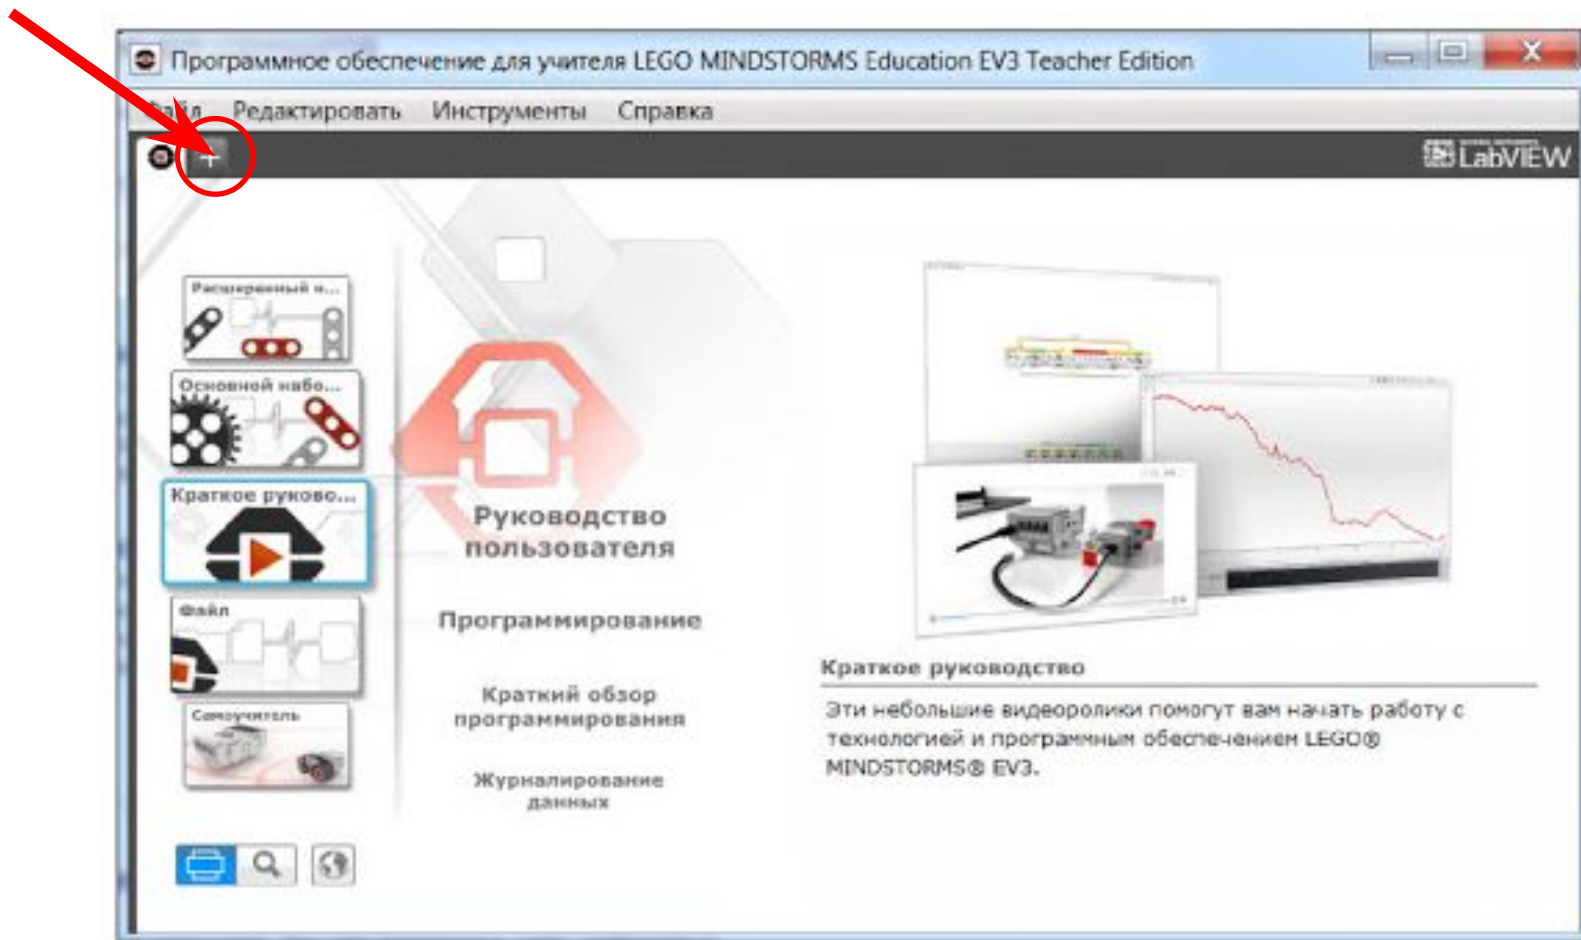 Программное обеспечение для учителя LEGO MINDSTORMS Education EV3 Teacher Edition
Файл Редактировать Инструменты Справка
LabVIEW
Расширенный н...
Основной набо...
Краткое руково...
Файл
Самоучитель
Руководство
пользователя
Программирование
Краткий обзор
программирования
Журналирование
данных
Краткое руководство
Эти небольшие видеоролики помогут вам начать работу с
технологией и программным обеспечением LEGO®
MINDSTORMS® EV3.